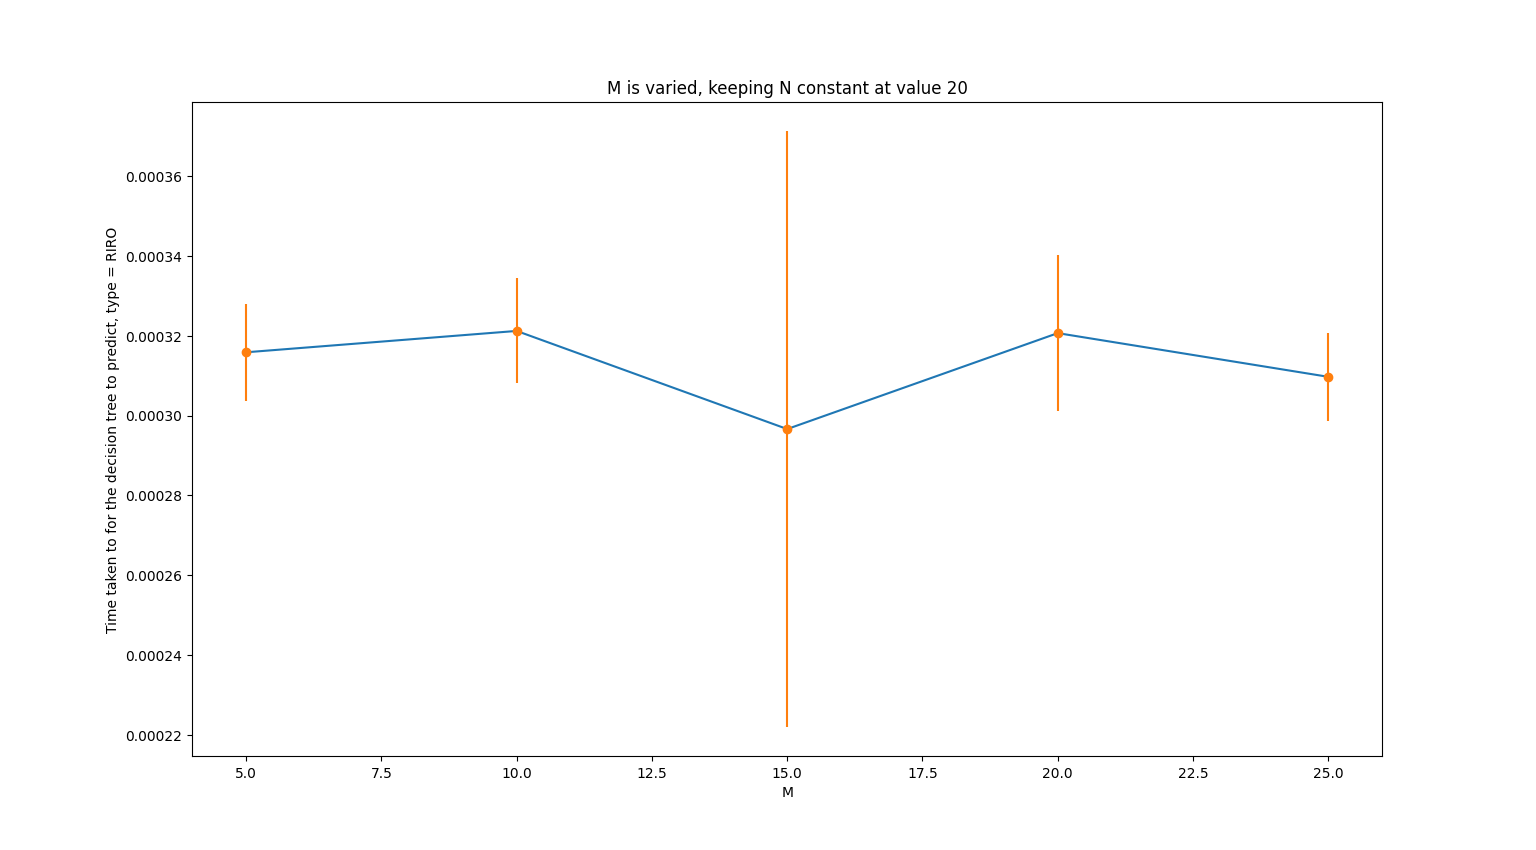 M is varied, keeping N constant at value 20
Time taken to for the decision tree to predict, type = RIRO
0.00036
0.00034
0.00032
0.00030
0.00028
0.00026
0.00024
0.00022
5.0 7.5 10.0 12.5 15.0 17.5 20.0 22.5 25.0
M